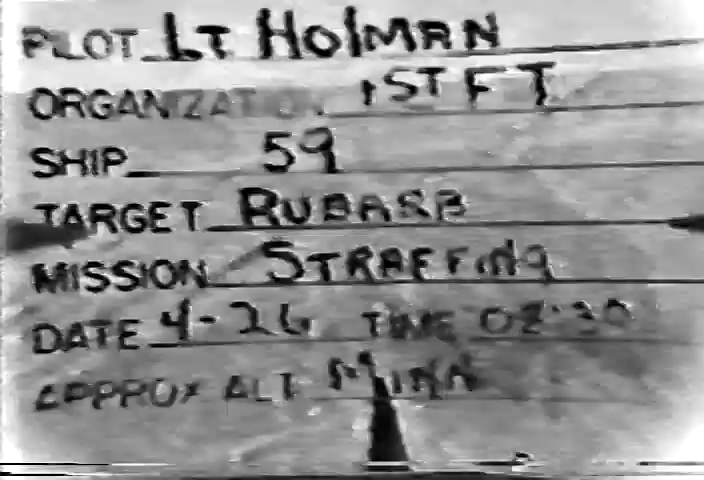 PILOT LT HOLMAN
ORGANIZATION 1ST FT
SHIP 59
TARGET RUBARB
MISSION STRAFFING
DATE 4-26 TIME 02:30
APPROX ALT